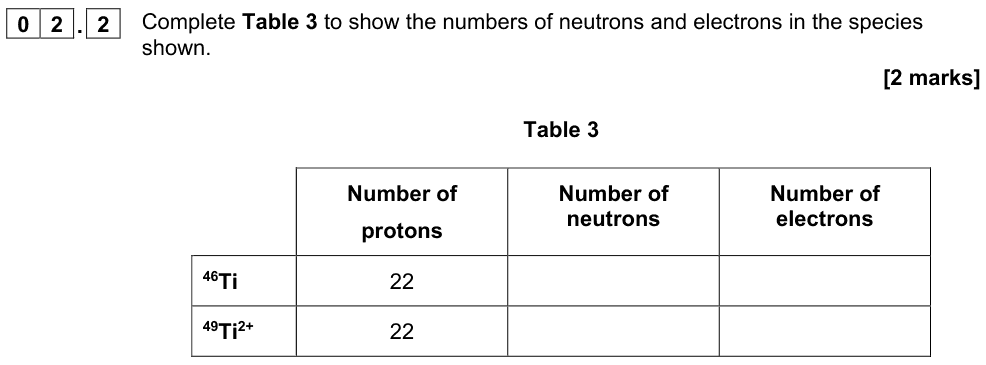 0 2 . 2 Complete Table 3 to show the numbers of neutrons and electrons in the species
shown.
[2 marks]
Table 3
Number of protons Number of neutrons Number of electrons
⁴⁶Ti 22
⁴⁹Ti²⁺ 22